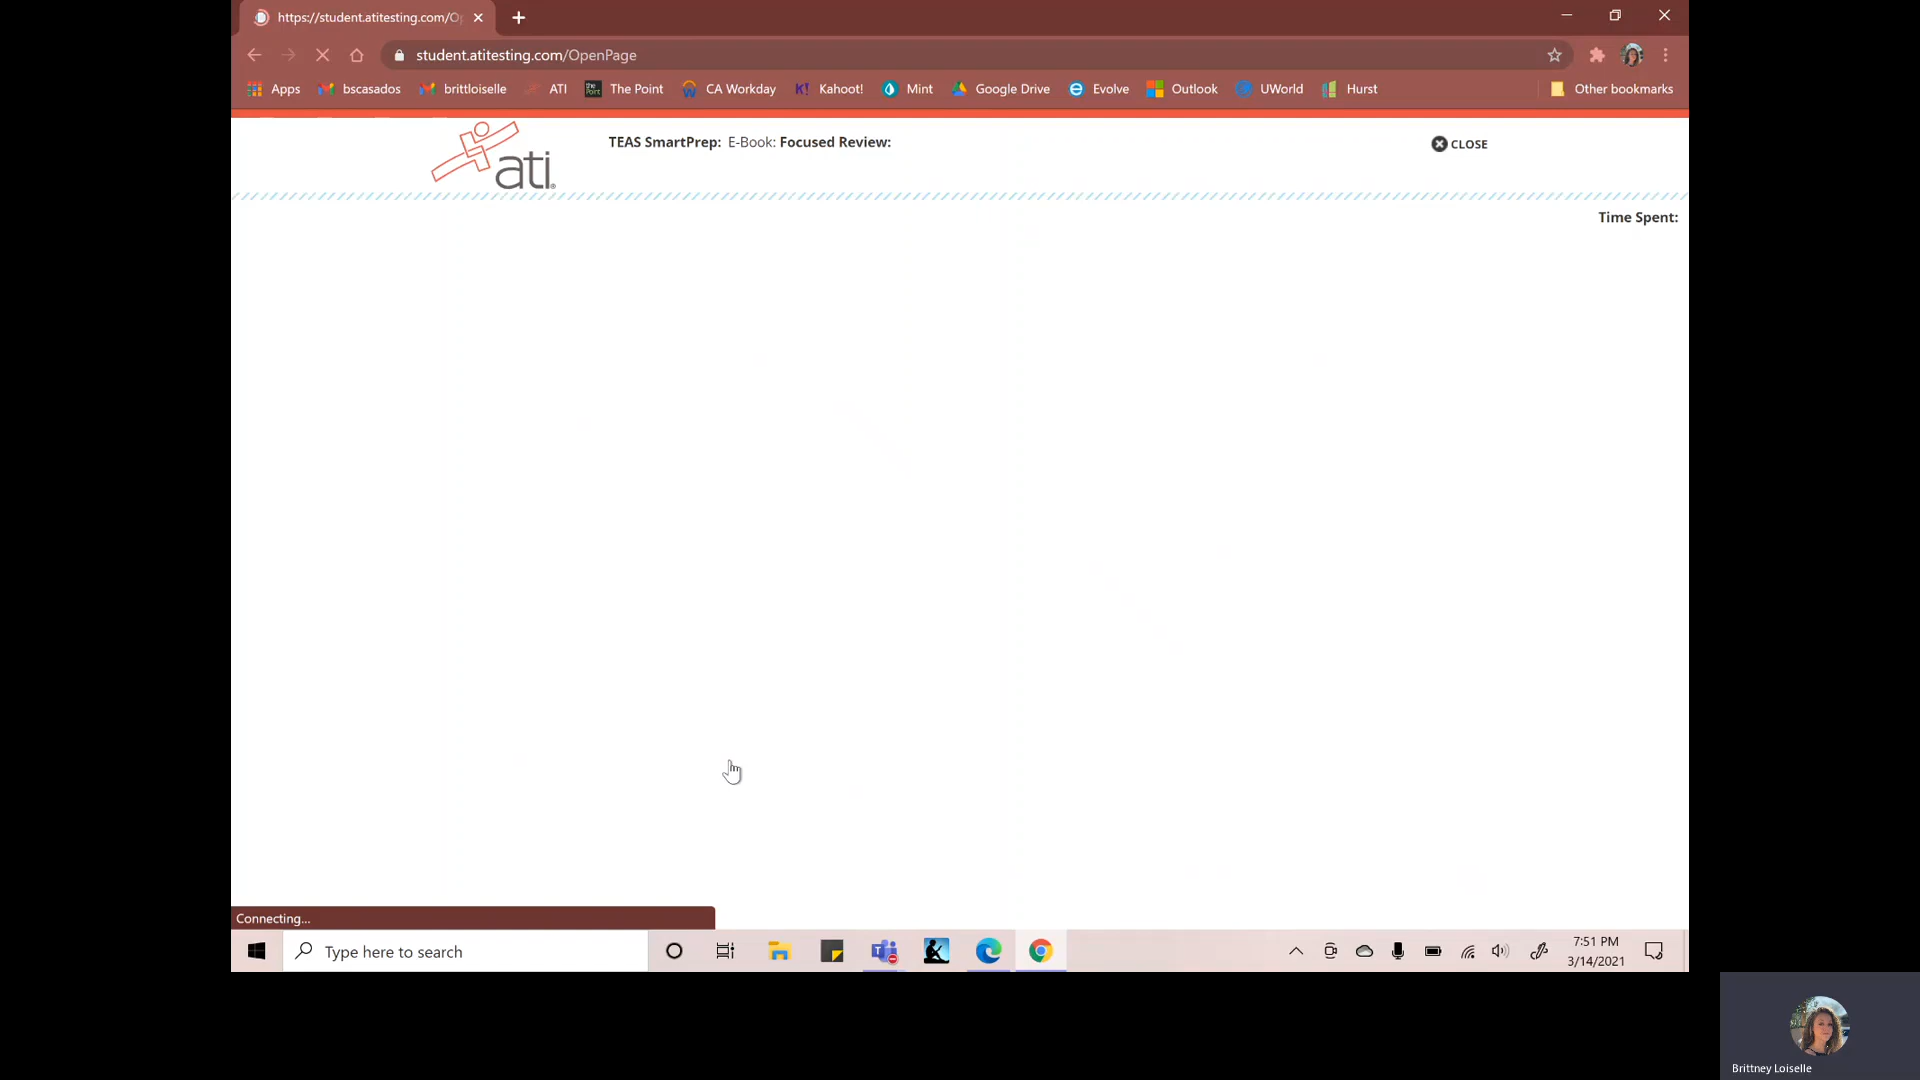 https://student.atitesting.com/O
student.atitesting.com/OpenPage
Apps bscasados brittloiselle ATI The Point CA Workday Kahoot! Mint Google Drive Evolve Outlook UWorld Hurst Other bookmarks
ati
TEAS SmartPrep: E-Book: Focused Review:
CLOSE
Time Spent:
Connecting...
Type here to search
7:51 PM
3/14/2021
Brittney Loiselle